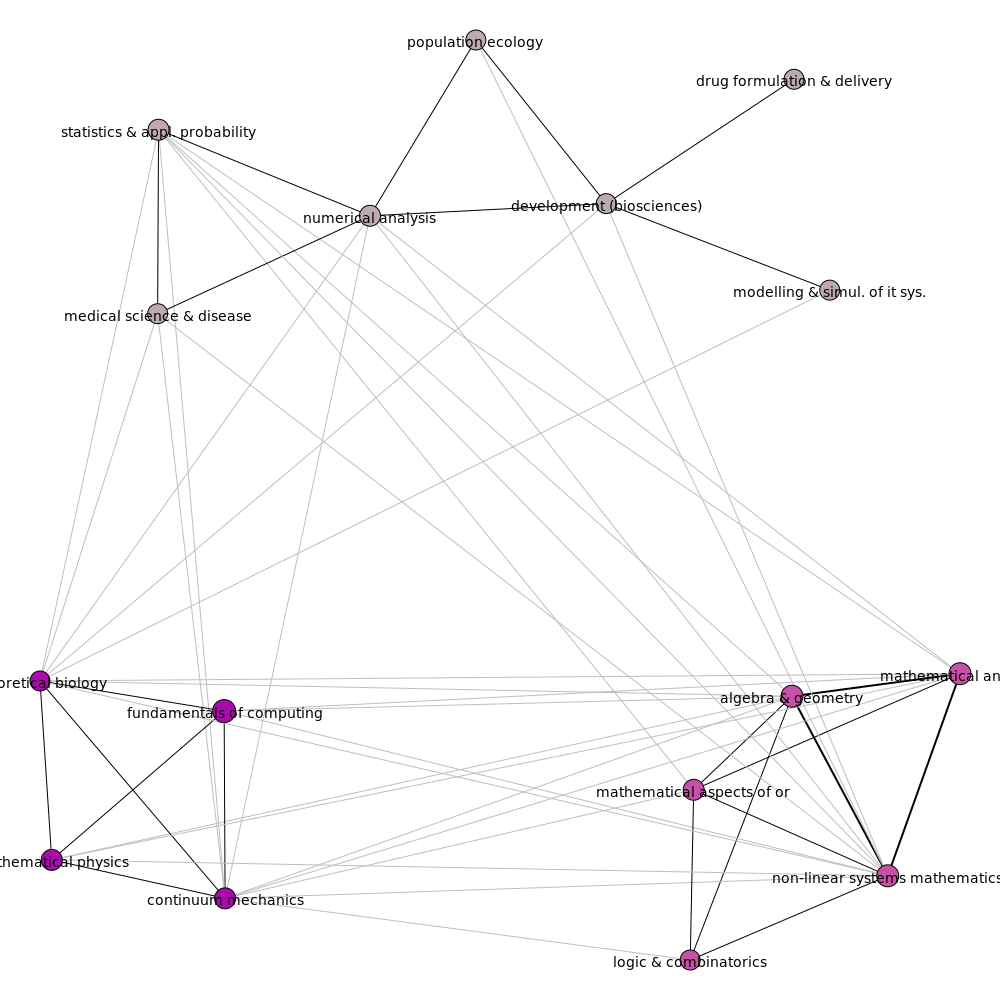 population ecology
drug formulation & delivery
statistics & appl. probability
development (biosciences)
numerical analysis
modelling & simul. of it sys.
medical science & disease
mathematical an
oretical biology
algebra & geometry
fundamentals of computing
mathematical aspects of or
thematical physics
non-linear systems mathematics
continuum mechanics
logic & combinatorics